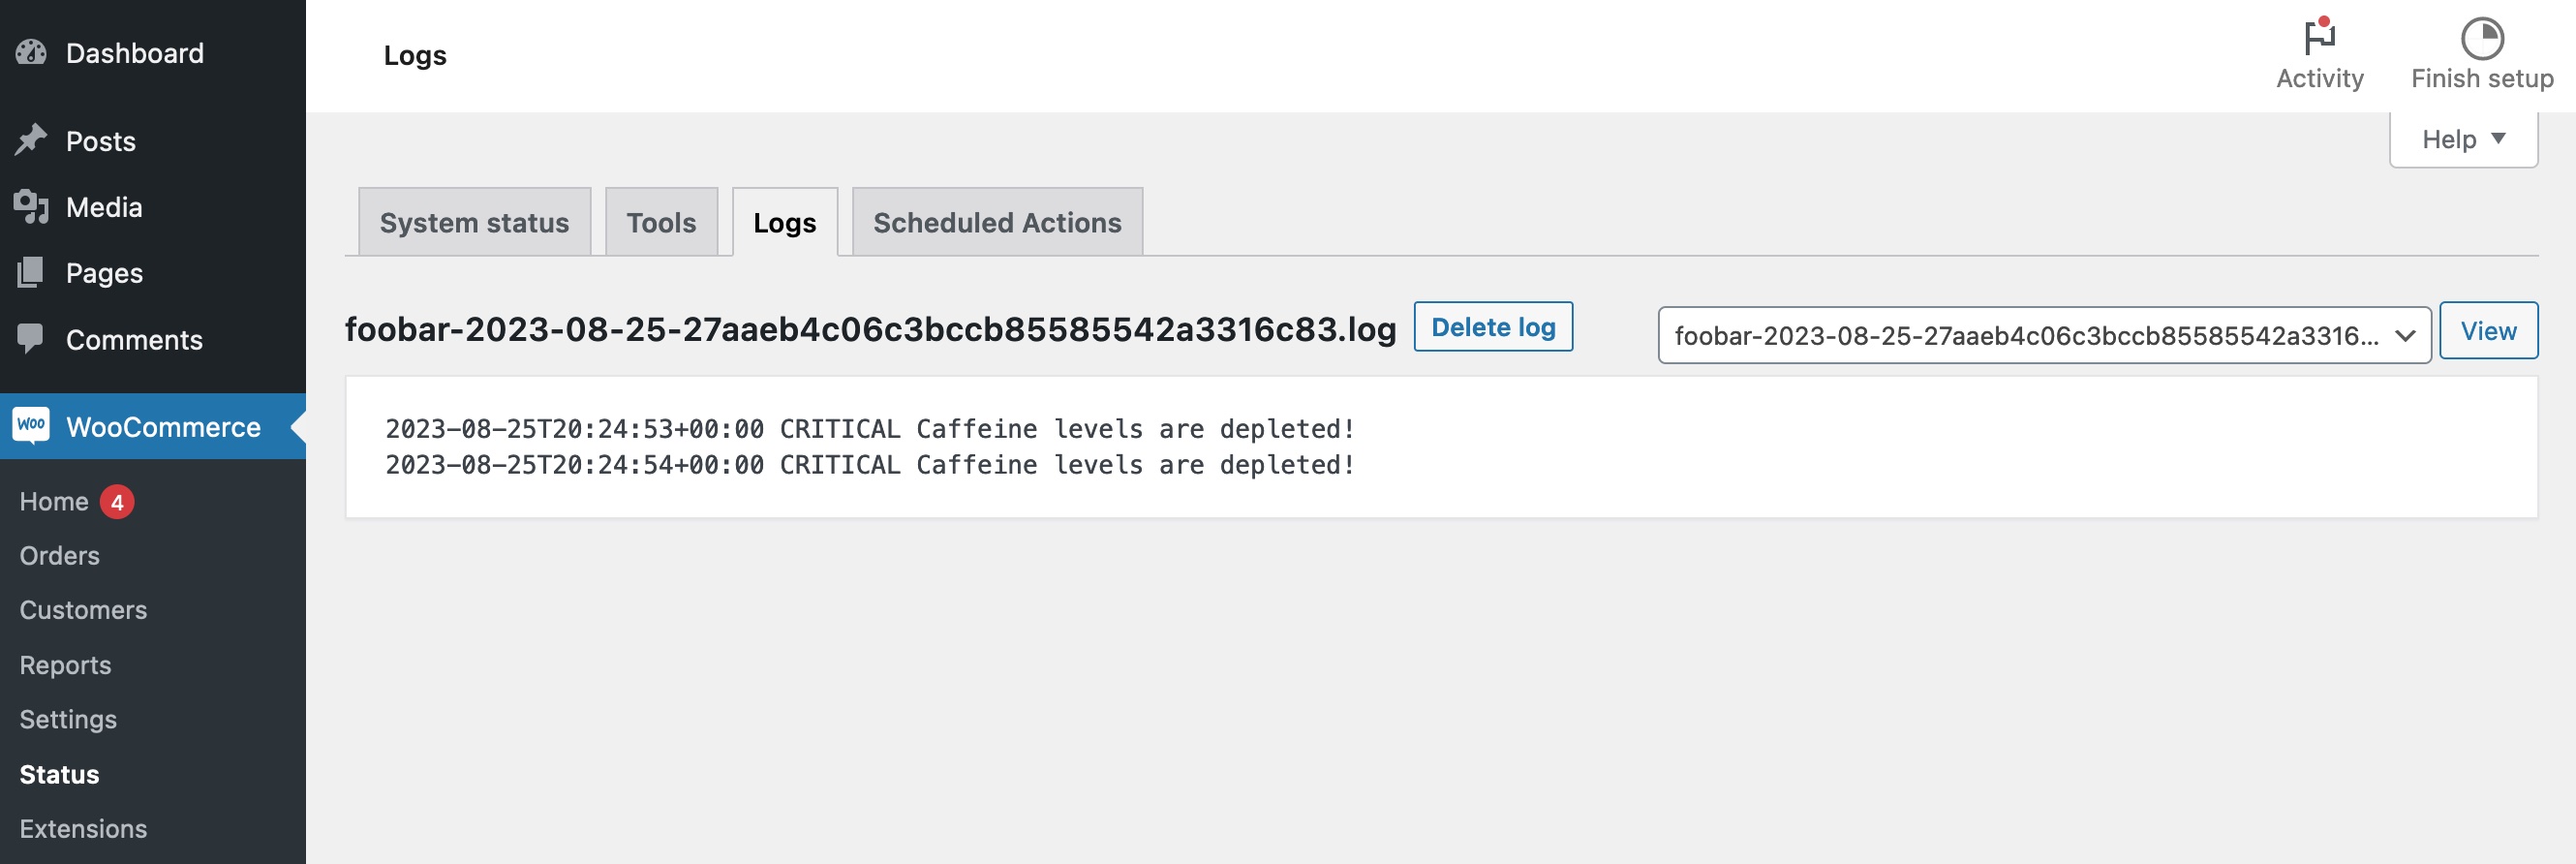 Dashboard
Posts
Media
Pages
Comments
Woo WooCommerce
Home 4
Orders
Customers
Reports
Settings
Status
Extensions
Logs
Activity
Finish setup
Help
System status
Tools
Logs
Scheduled Actions
foobar-2023-08-25-27aaeb4c06c3bccb85585542a3316c83.log
Delete log
foobar-2023-08-25-27aaeb4c06c3bccb85585542a3316...
View
2023-08-25T20:24:53+00:00 CRITICAL Caffeine levels are depleted!
2023-08-25T20:24:54+00:00 CRITICAL Caffeine levels are depleted!